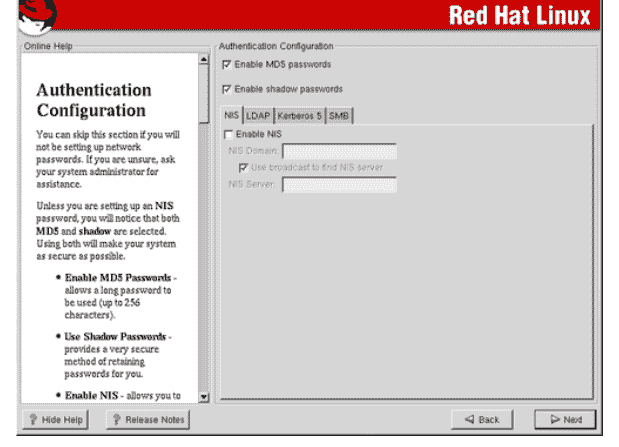 Red Hat Linux
Online Help
Authentication
Configuration
You can skip this section if you will
not be setting up network
passwords. If you are unsure, ask
your system administrator for
assistance.
Unless you are setting up an NIS
password, you will notice that both
MD5 and shadow are selected.
Using both will make your system
as secure as possible.
• Enable MD5 Passwords -
allows a long password to
be used (up to 256
characters).
• Use Shadow Passwords -
provides a very secure
method of retaining
passwords for you.
• Enable NIS - allows you to
Authentication Configuration
Enable MD5 passwords
Enable shadow passwords
NIS LDAP Kerberos 5 SMB
Enable NIS
NIS Domain:
Use broadcast to find NIS server
NIS Server:
Hide Help Release Notes Back Next